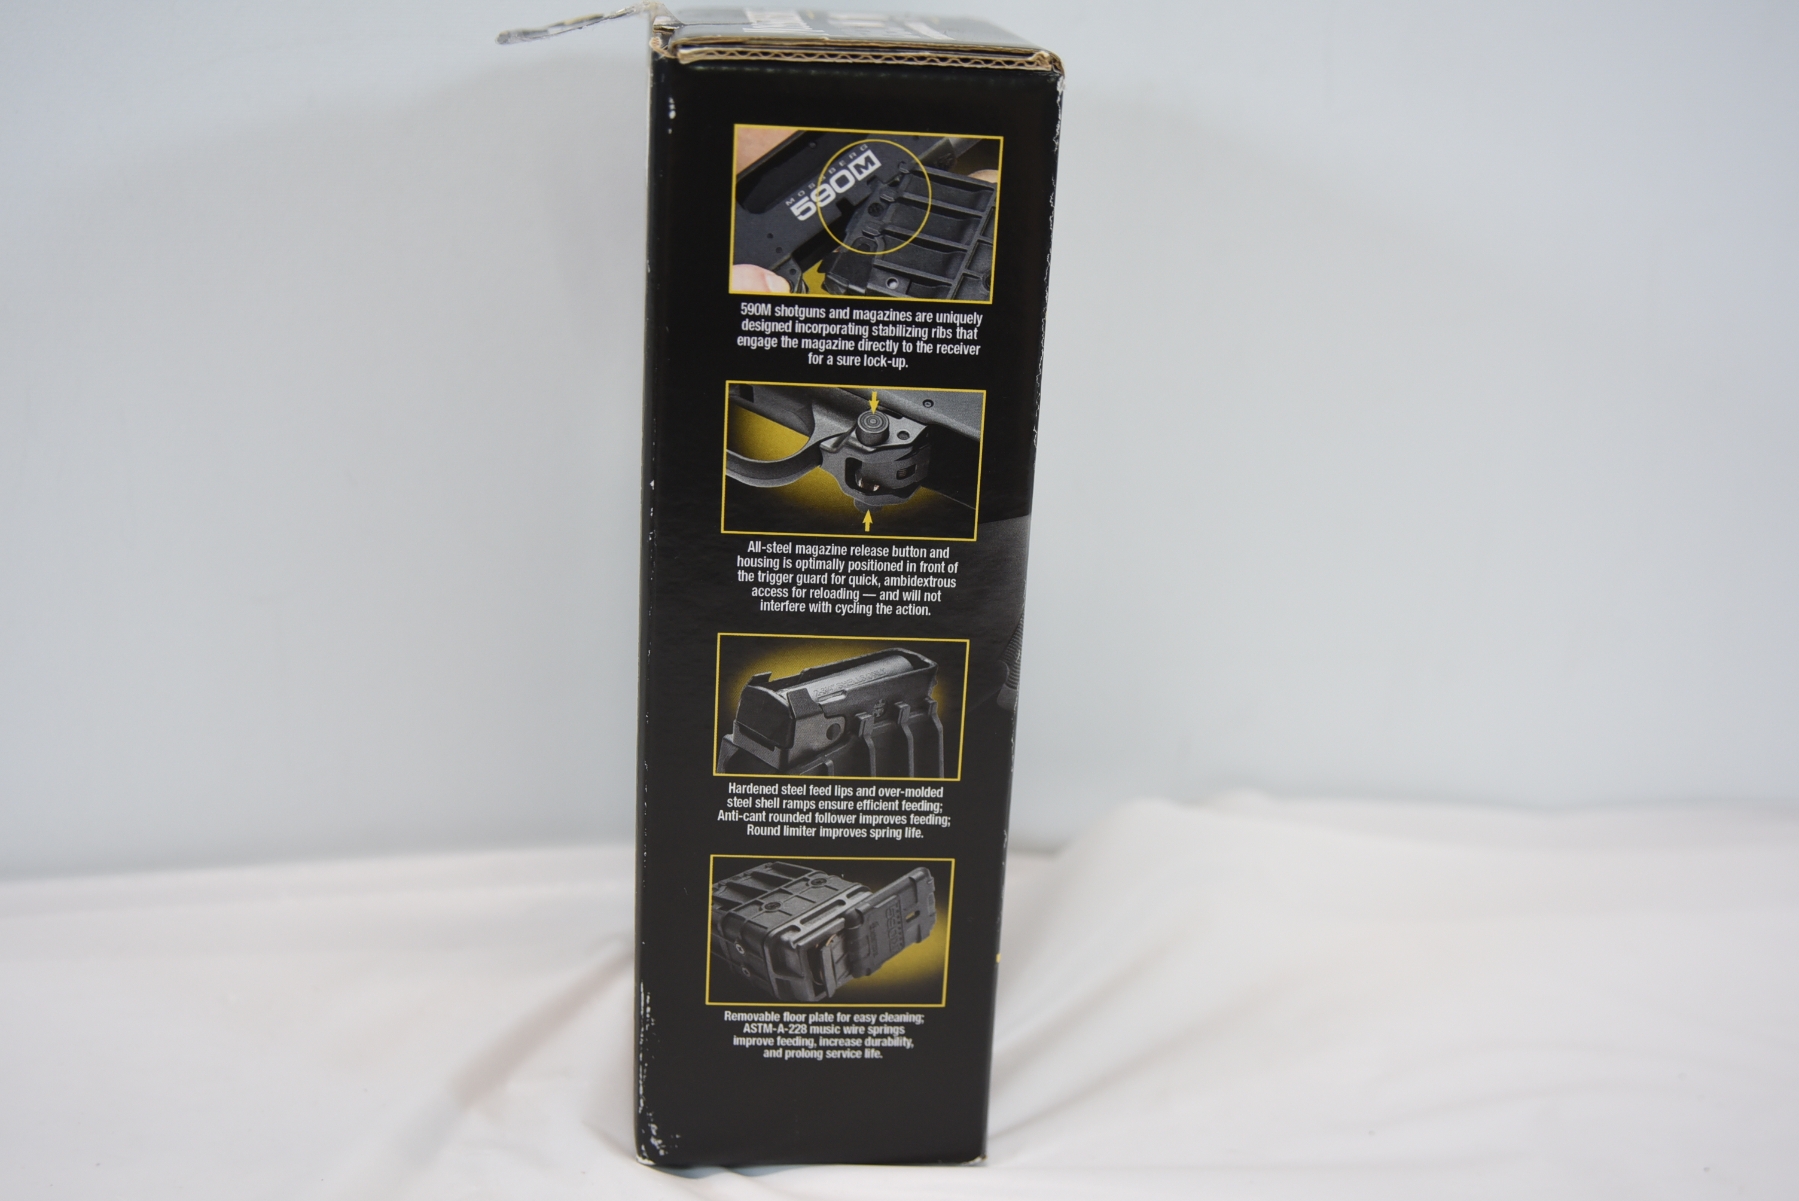 MOSSBERG
590M
590M shotguns and magazines are uniquely
designed incorporating stabilizing ribs that
engage the magazine directly to the receiver
for a sure lock-up.
All-steel magazine release button and
housing is optimally positioned in front of
the trigger guard for quick, ambidextrous
access for reloading — and will not
interfere with cycling the action.
Hardened steel feed lips and over-molded
steel shell ramps ensure efficient feeding;
Anti-cant rounded follower improves feeding;
Round limiter improves spring life.
Removable floor plate for easy cleaning;
ASTM-A-228 music wire springs
improve feeding, increase durability,
and prolong service life.